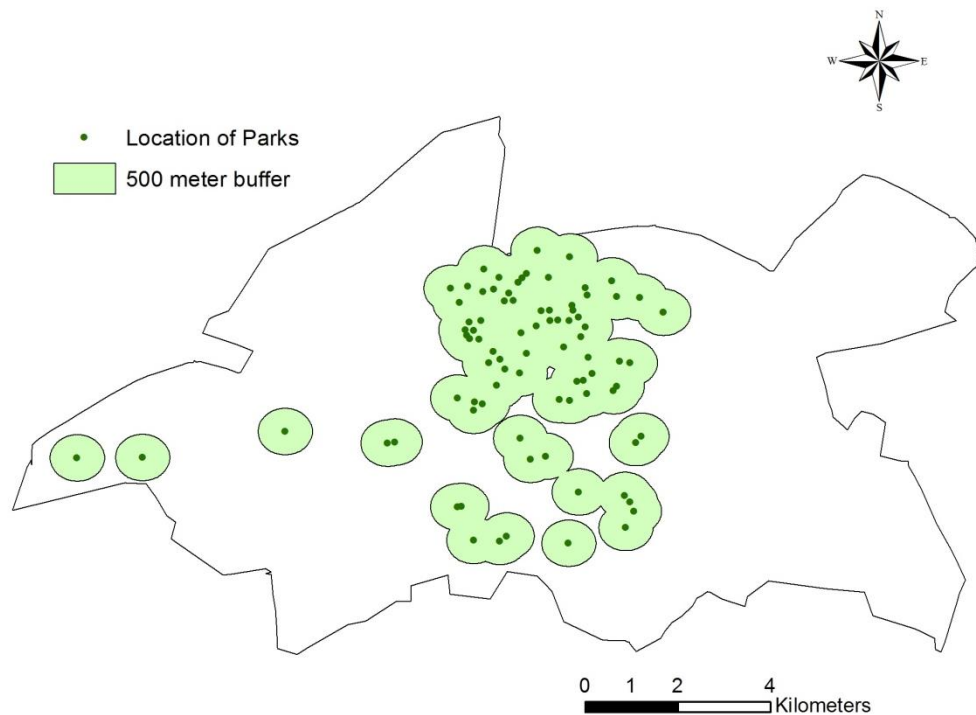 N
W E
S
Location of Parks
500 meter buffer
0 1 2 4
Kilometers